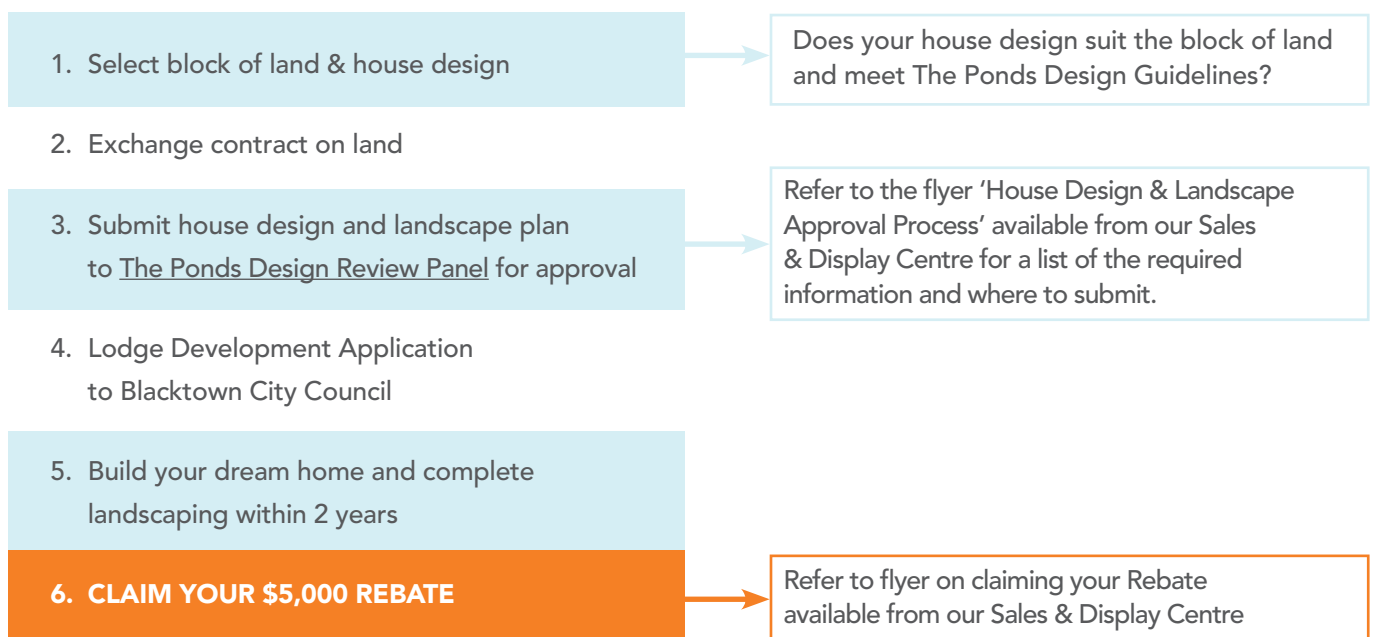 1. Select block of land & house design
Does your house design suit the block of land
and meet The Ponds Design Guidelines?
2. Exchange contract on land
3. Submit house design and landscape plan
to The Ponds Design Review Panel for approval
Refer to the flyer ‘House Design & Landscape
Approval Process’ available from our Sales
& Display Centre for a list of the required
information and where to submit.
4. Lodge Development Application
to Blacktown City Council
5. Build your dream home and complete
landscaping within 2 years
6. CLAIM YOUR $5,000 REBATE
Refer to flyer on claiming your Rebate
available from our Sales & Display Centre